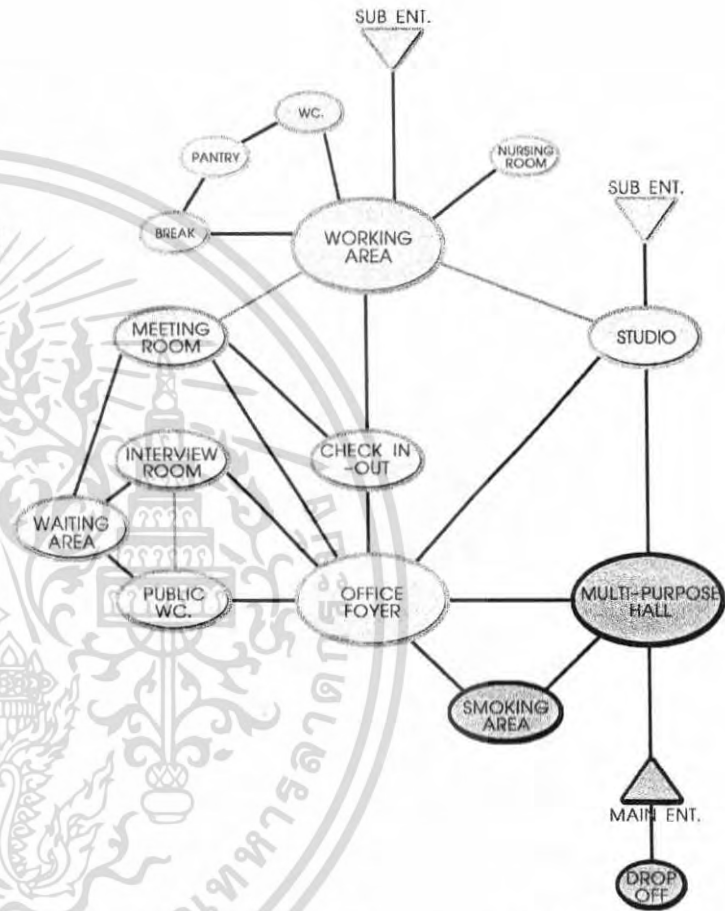 SUB ENT.
WC.
PANTRY
NURSING
ROOM
SUB ENT.
BREAK
WORKING
AREA
MEETING
ROOM
STUDIO
INTERVIEW
ROOM
CHECK IN
-OUT
WAITING
AREA
PUBLIC
WC.
OFFICE
FOYER
MULTI-PURPOSE
HALL
SMOKING
AREA
MAIN ENT.
DROP
OFF